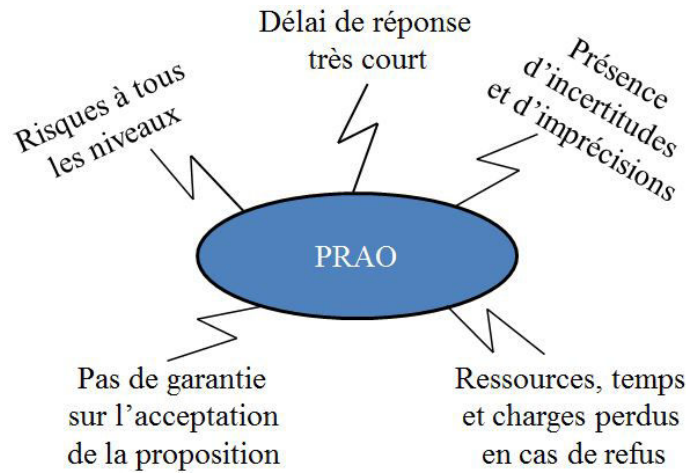 Délai de réponse
très court
Risques à tous
les niveaux
Présence
d'incertitudes
et d'imprécisions
PRAO
Pas de garantie
sur l'acceptation
de la proposition
Ressources, temps
et charges perdus
en cas de refus